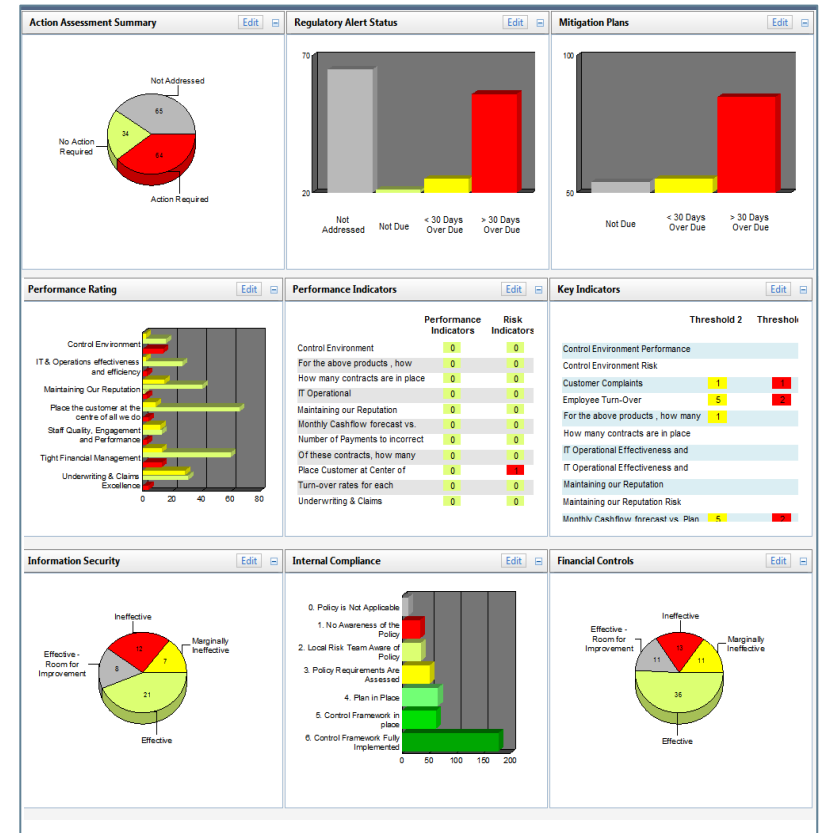 Action Assessment Summary
Edit
Not Addressed
65
34
No Action
Required
64
Action Required
Regulatory Alert Status
Edit
70
20
Not
Addressed
Not Due
< 30 Days
Over Due
> 30 Days
Over Due
Mitigation Plans
Edit
100
50
Not Due
< 30 Days
Over Due
> 30 Days
Over Due
Performance Rating
Edit
Control Environment
IT & Operations effectiveness
and efficiency
Maintaining Our Reputation
Place the customer at the
centre of all we do
Staff Quality, Engagement
and Performance
Tight Financial Management
Underwriting & Claims
Excellence
0 20 40 60 80
Performance Indicators
Edit
Performance Risk
Indicators Indicators
Control Environment 0 0
For the above products , how 0 0
How many contracts are in place 0 0
IT Operational 0 0
Maintaining our Reputation 0 0
Monthly Cashflow forecast vs. 0 0
Number of Payments to incorrect 0 0
Of these contracts, how many 0 0
Place Customer at Center of 0 1
Turn-over rates for each 0 0
Underwriting & Claims 0 0
Key Indicators
Edit
Threshold 2 Threshol
Control Environment Performance
Control Environment Risk
Customer Complaints 1 1
Employee Turn-Over 5 2
For the above products , how many 1
How many contracts are in place
IT Operational Effectiveness and
IT Operational Effectiveness and
Maintaining our Reputation
Maintaining our Reputation Risk
Monthly Cashflow forecast vs. Plan 5 2
Information Security
Edit
Ineffective
12
Marginally
Ineffective
7
Effective -
Room for
Improvement
8
21
Effective
Internal Compliance
Edit
0. Policy is Not Applicable
1. No Awareness of the
Policy
2. Local Risk Team Aware of
Policy
3. Policy Requirements Are
Assessed
4. Plan in Place
5. Control Framework in
place
6. Control Framework Fully
Implemented
0 50 100 150 200
Financial Controls
Edit
Ineffective
13
Marginally
Ineffective
11
Effective -
Room for
Improvement
11
36
Effective